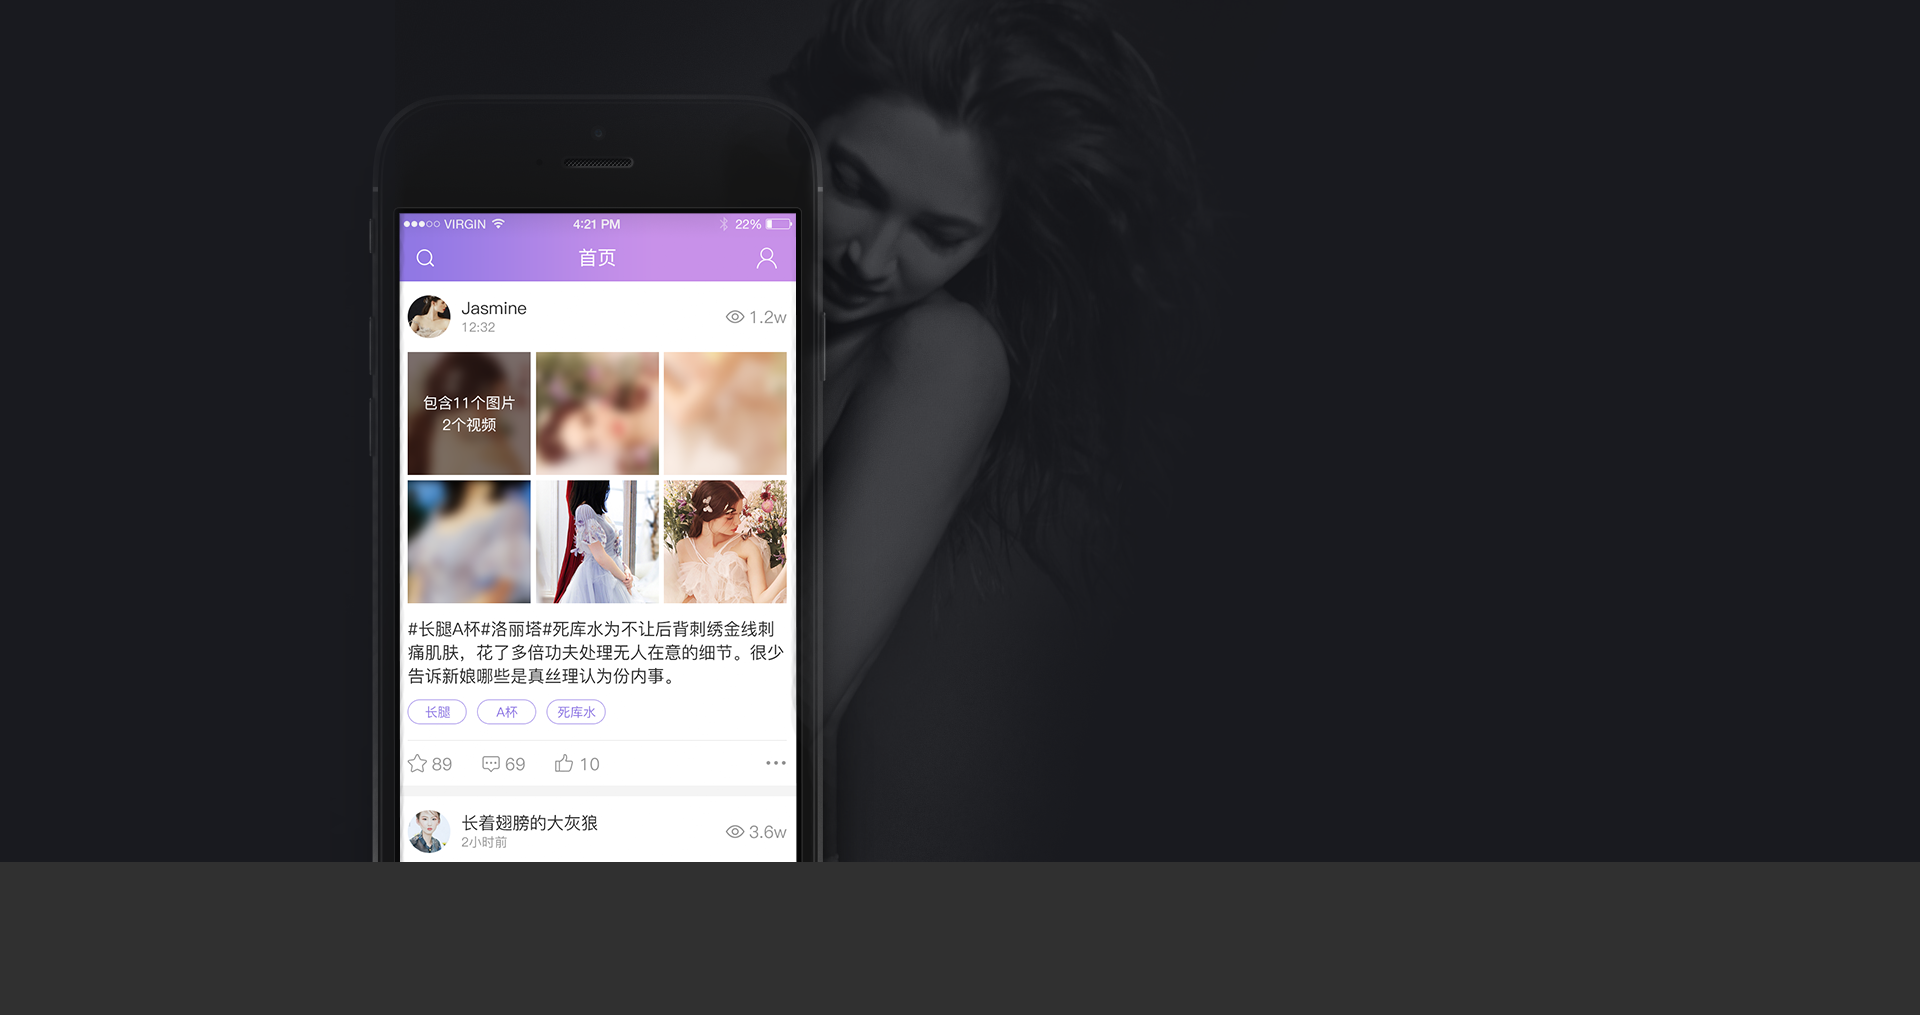 VIRGIN 4:21 PM 22%
首页
Jasmine
12:32
1.2w
包含11个图片
2个视频
#长腿A杯#洛丽塔#死库水为不让后背刺绣金线刺
痛肌肤，花了多倍功夫处理无人在意的细节。很少
告诉新娘哪些是真丝理认为份内事。
长腿 A杯 死库水
89 69 10
长着翅膀的大灰狼
2小时前
3.6w